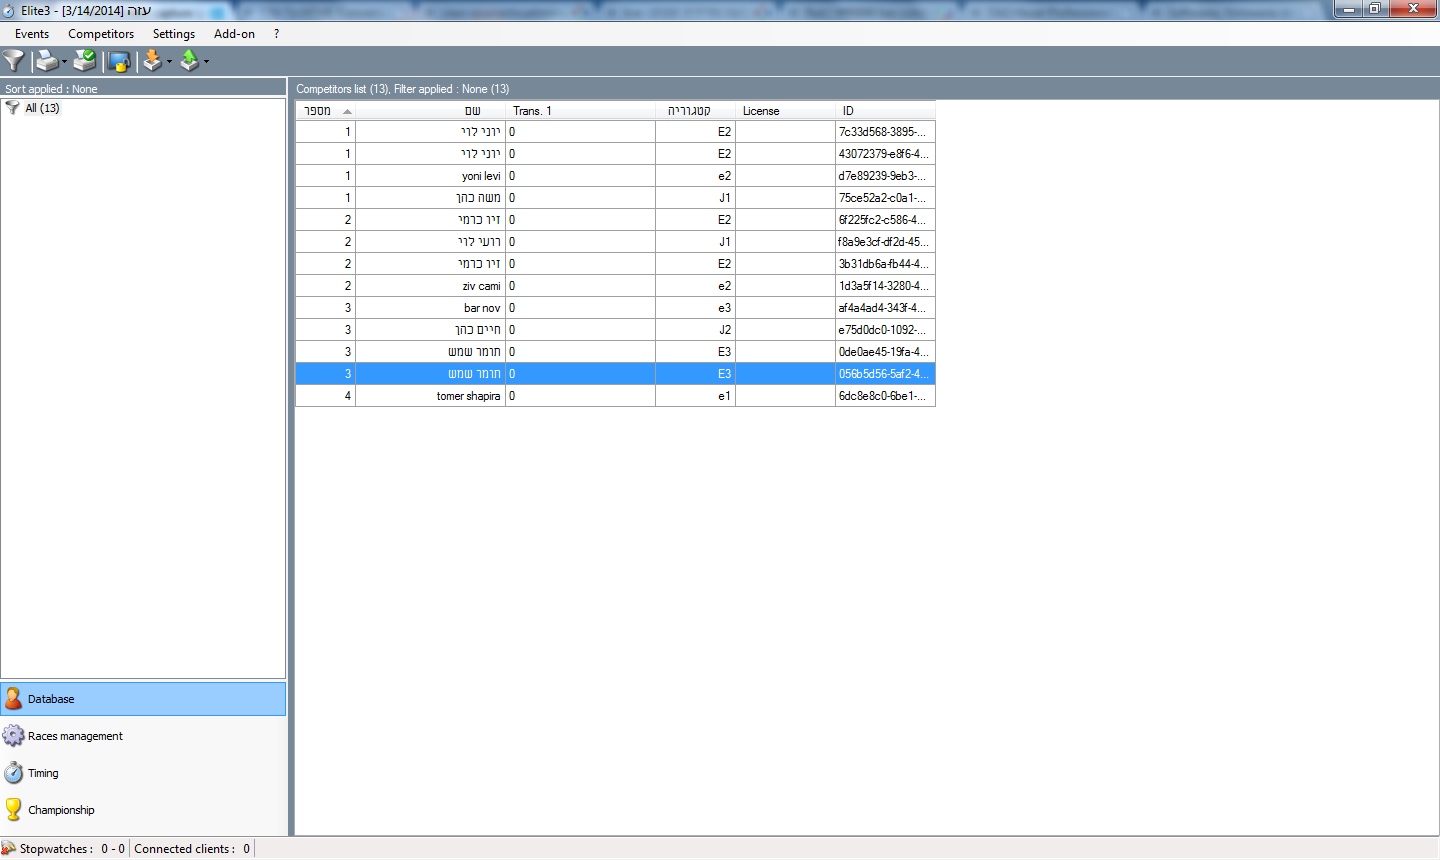 Elite3 - [3/14/2014] עזה
Events Competitors Settings Add-on ?
Sort applied : None
All (13)
Competitors list (13), Filter applied : None (13)
מספר שם Trans. 1 קטגוריה License ID
1 יוני לוי 0 E2 7c33d568-3895-...
1 יוני לוי 0 E2 43072379-e8f6-4...
1 yoni levi 0 e2 d7e89239-9eb3-...
1 משה כהן 0 J1 75ce52a2-c0a1-...
2 זיו כרמי 0 E2 6f225fc2-c586-4...
2 רועי לוי 0 J1 f8a9e3cf-df2d-45...
2 זיו כרמי 0 E2 3b31db6a-fb44-4...
2 ziv cami 0 e2 1d3a5f14-3280-4...
3 bar nov 0 e3 af4a4ad4-343f-4...
3 חיים כהן 0 J2 e75d0dc0-1092-...
3 תומר שמש 0 E3 0de0ae45-19fa-4...
3 תומר שמש 0 E3 056b5d56-5af2-4...
4 tomer shapira 0 e1 6dc8e8c0-6be1-...
Database
Races management
Timing
Championship
Stopwatches : 0 - 0 Connected clients : 0